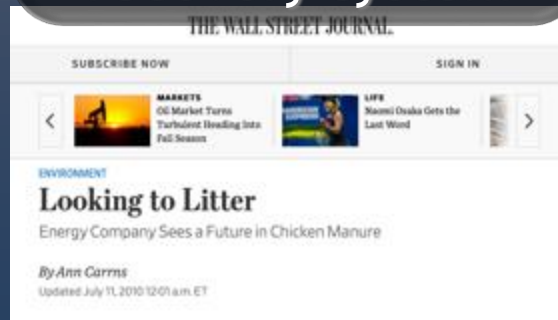 THE WALL STREET JOURNAL.
SUBSCRIBE NOW
SIGN IN
MARKETS
Oil Market Turns
Turbulent Heading Into
Fall Season
LIFE
Naomi Osaka Gets the
Last Word
ENVIRONMENT
Looking to Litter
Energy Company Sees a Future in Chicken Manure
By Ann Carrns
Updated July 11, 2010 12:01 a.m. ET